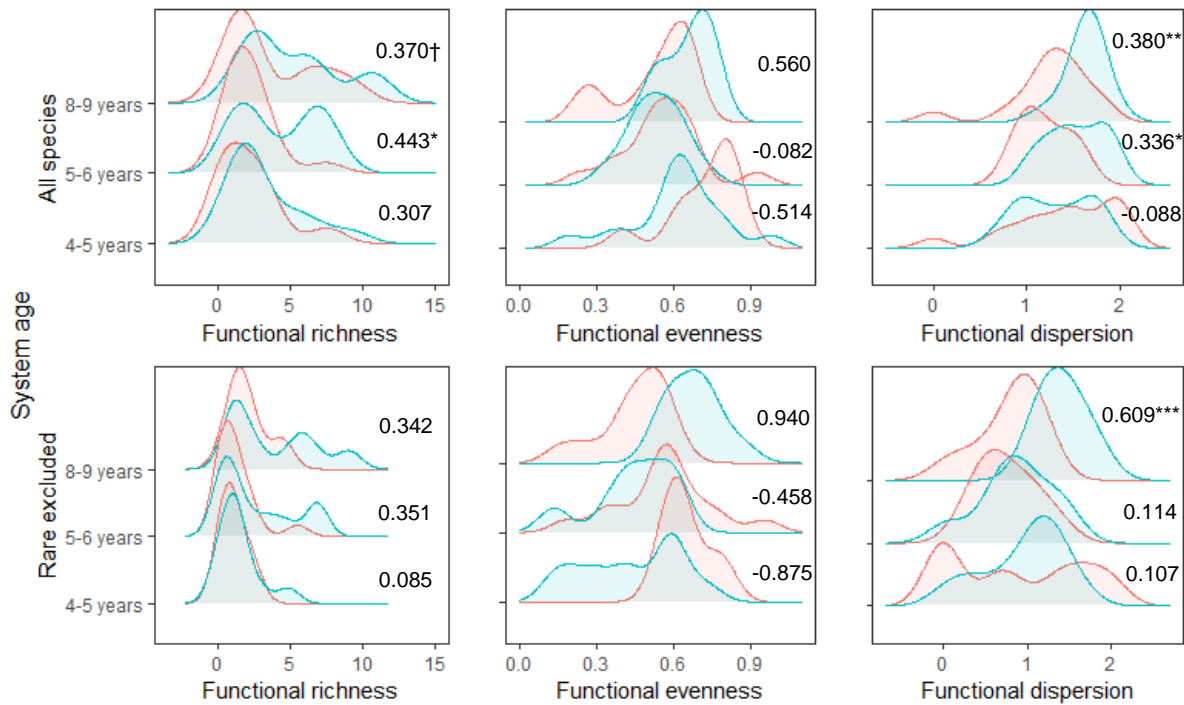 System age
All species
8-9 years
5-6 years
4-5 years
0.370†
0.443*
0.307
0 5 10 15
Functional richness
0.560
-0.082
-0.514
0.0 0.3 0.6 0.9
Functional evenness
0.380**
0.336*
-0.088
0 1 2
Functional dispersion
Rare excluded
8-9 years
5-6 years
4-5 years
0.342
0.351
0.085
0 5 10 15
Functional richness
0.940
-0.458
-0.875
0.0 0.3 0.6 0.9
Functional evenness
0.609***
0.114
0.107
0 1 2
Functional dispersion